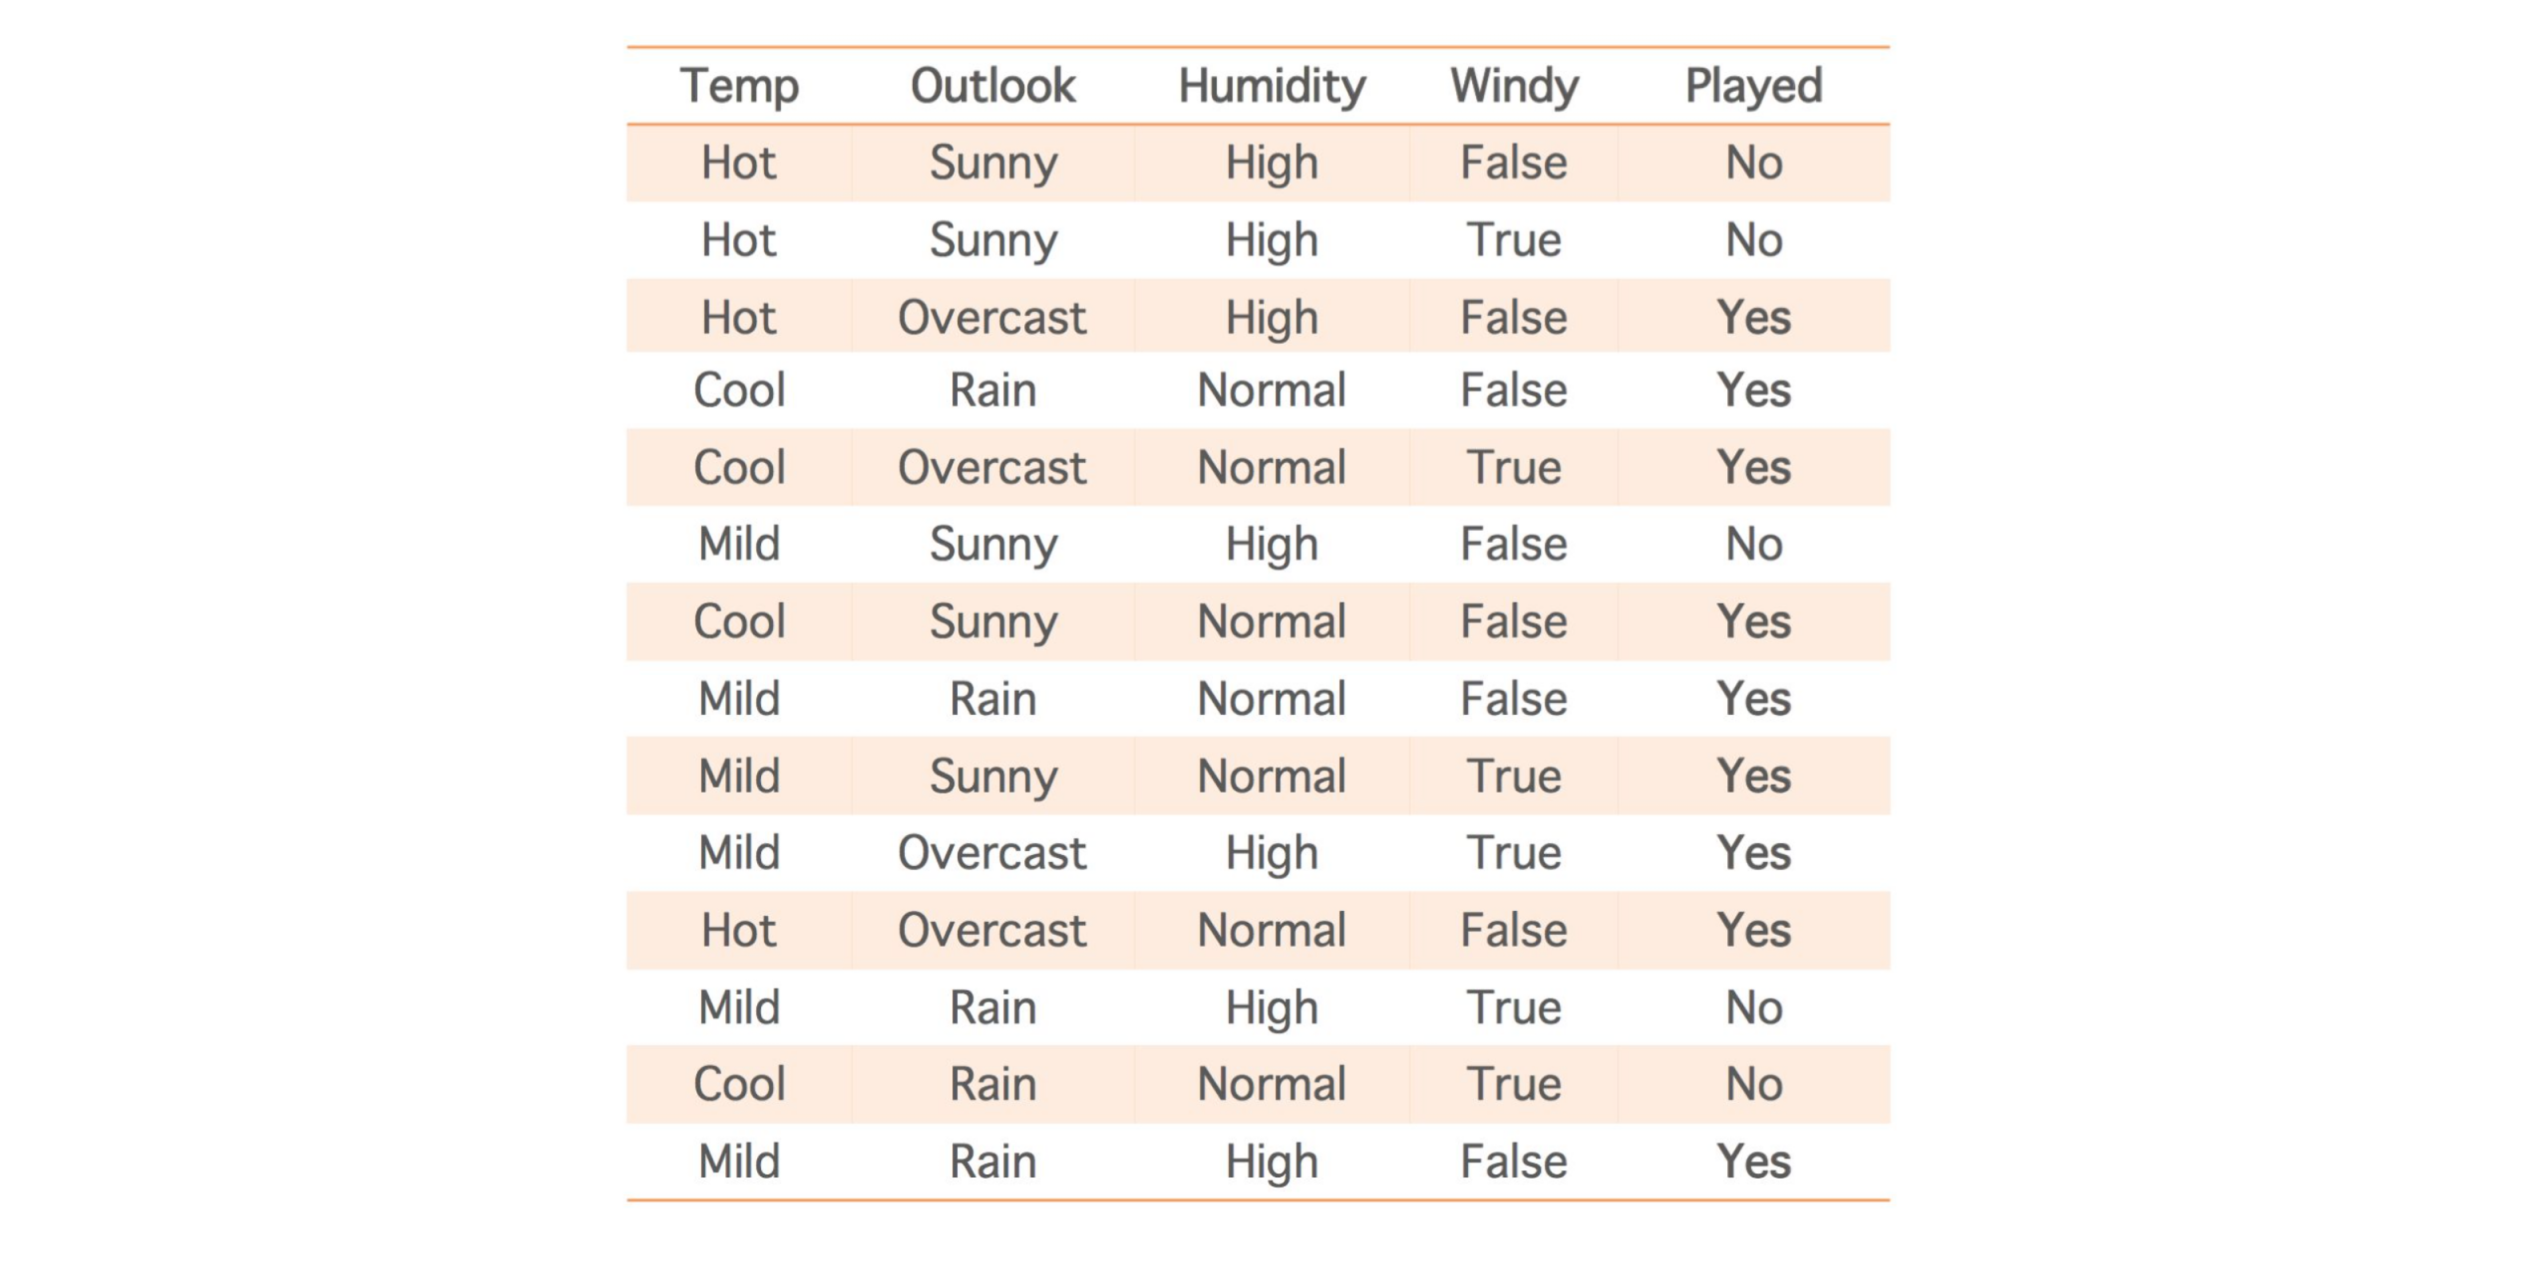 Temp Outlook Humidity Windy Played
Hot Sunny High False No
Hot Sunny High True No
Hot Overcast High False Yes
Cool Rain Normal False Yes
Cool Overcast Normal True Yes
Mild Sunny High False No
Cool Sunny Normal False Yes
Mild Rain Normal False Yes
Mild Sunny Normal True Yes
Mild Overcast High True Yes
Hot Overcast Normal False Yes
Mild Rain High True No
Cool Rain Normal True No
Mild Rain High False Yes